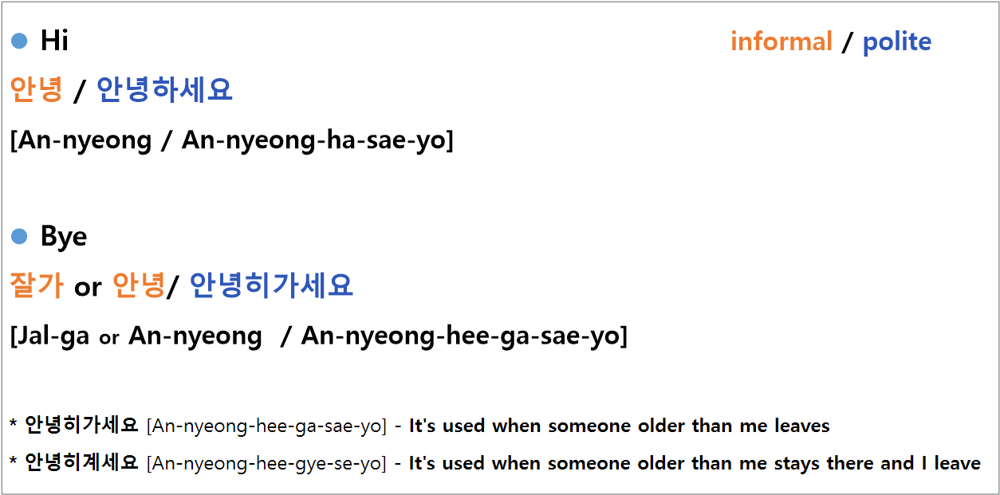 ● Hi
informal / polite
안녕 / 안녕하세요
[An-nyeong / An-nyeong-ha-sae-yo]
● Bye
잘가 or 안녕/ 안녕히가세요
[Jal-ga or An-nyeong / An-nyeong-hee-ga-sae-yo]
* 안녕히가세요 [An-nyeong-hee-ga-sae-yo] - It's used when someone older than me leaves
* 안녕히계세요 [An-nyeong-hee-gye-se-yo] - It's used when someone older than me stays there and I leave